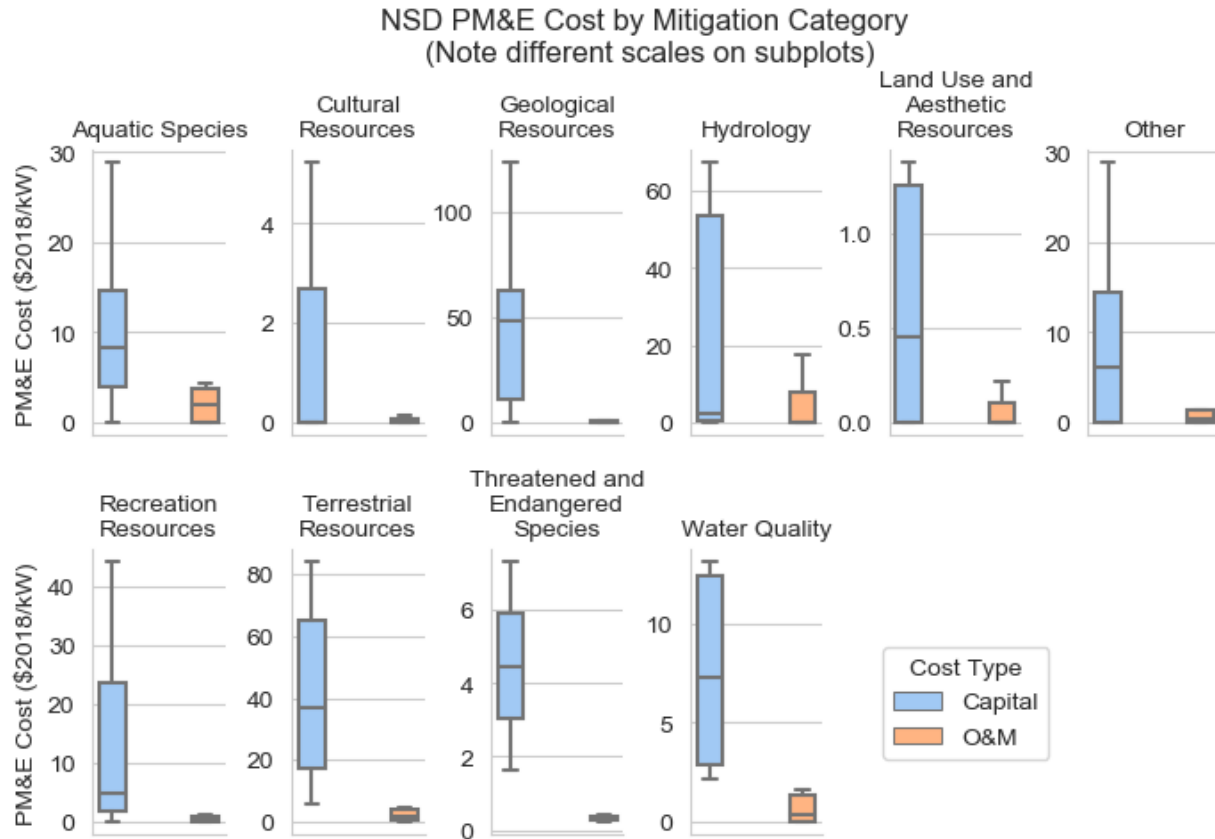 NSD PM&E Cost by Mitigation Category
(Note different scales on subplots)
Aquatic Species
Cultural
Resources
Geological
Resources
Hydrology
Land Use and
Aesthetic
Resources
Other
PM&E Cost ($2018/kW)
30
20
10
0
4
2
0
100
50
0
60
40
20
0
1.0
0.5
0.0
30
20
10
0
Recreation
Resources
Terrestrial
Resources
Threatened and
Endangered
Species
Water Quality
PM&E Cost ($2018/kW)
40
30
20
10
0
80
60
40
20
0
6
4
2
0
10
5
0
Cost Type
Capital
O&M